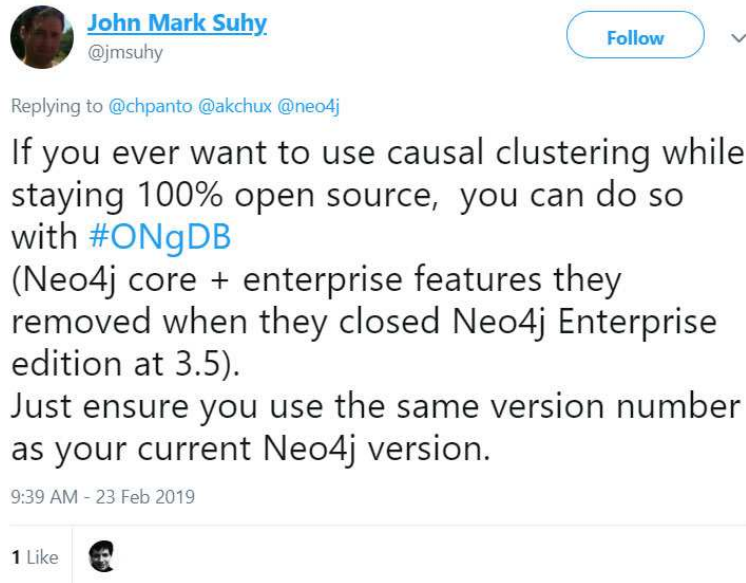 John Mark Suhy
@jmsuhy
Follow
Replying to @chpanto @akchux @neo4j
If you ever want to use causal clustering while
staying 100% open source,  you can do so
with #ONgDB
(Neo4j core + enterprise features they
removed when they closed Neo4j Enterprise
edition at 3.5).
Just ensure you use the same version number
as your current Neo4j version.
9:39 AM - 23 Feb 2019
1 Like